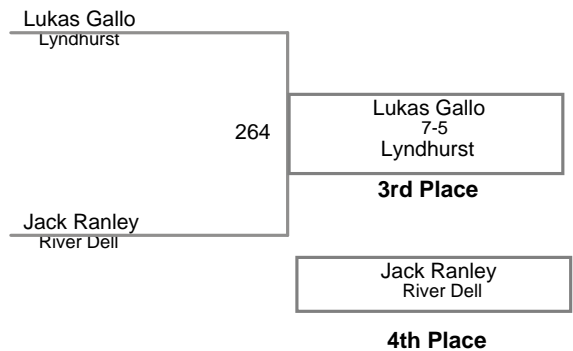 Lukas Gallo
Lyndhurst
264
Lukas Gallo
7-5
Lyndhurst
3rd Place
Jack Ranley
River Dell
Jack Ranley
River Dell
4th Place